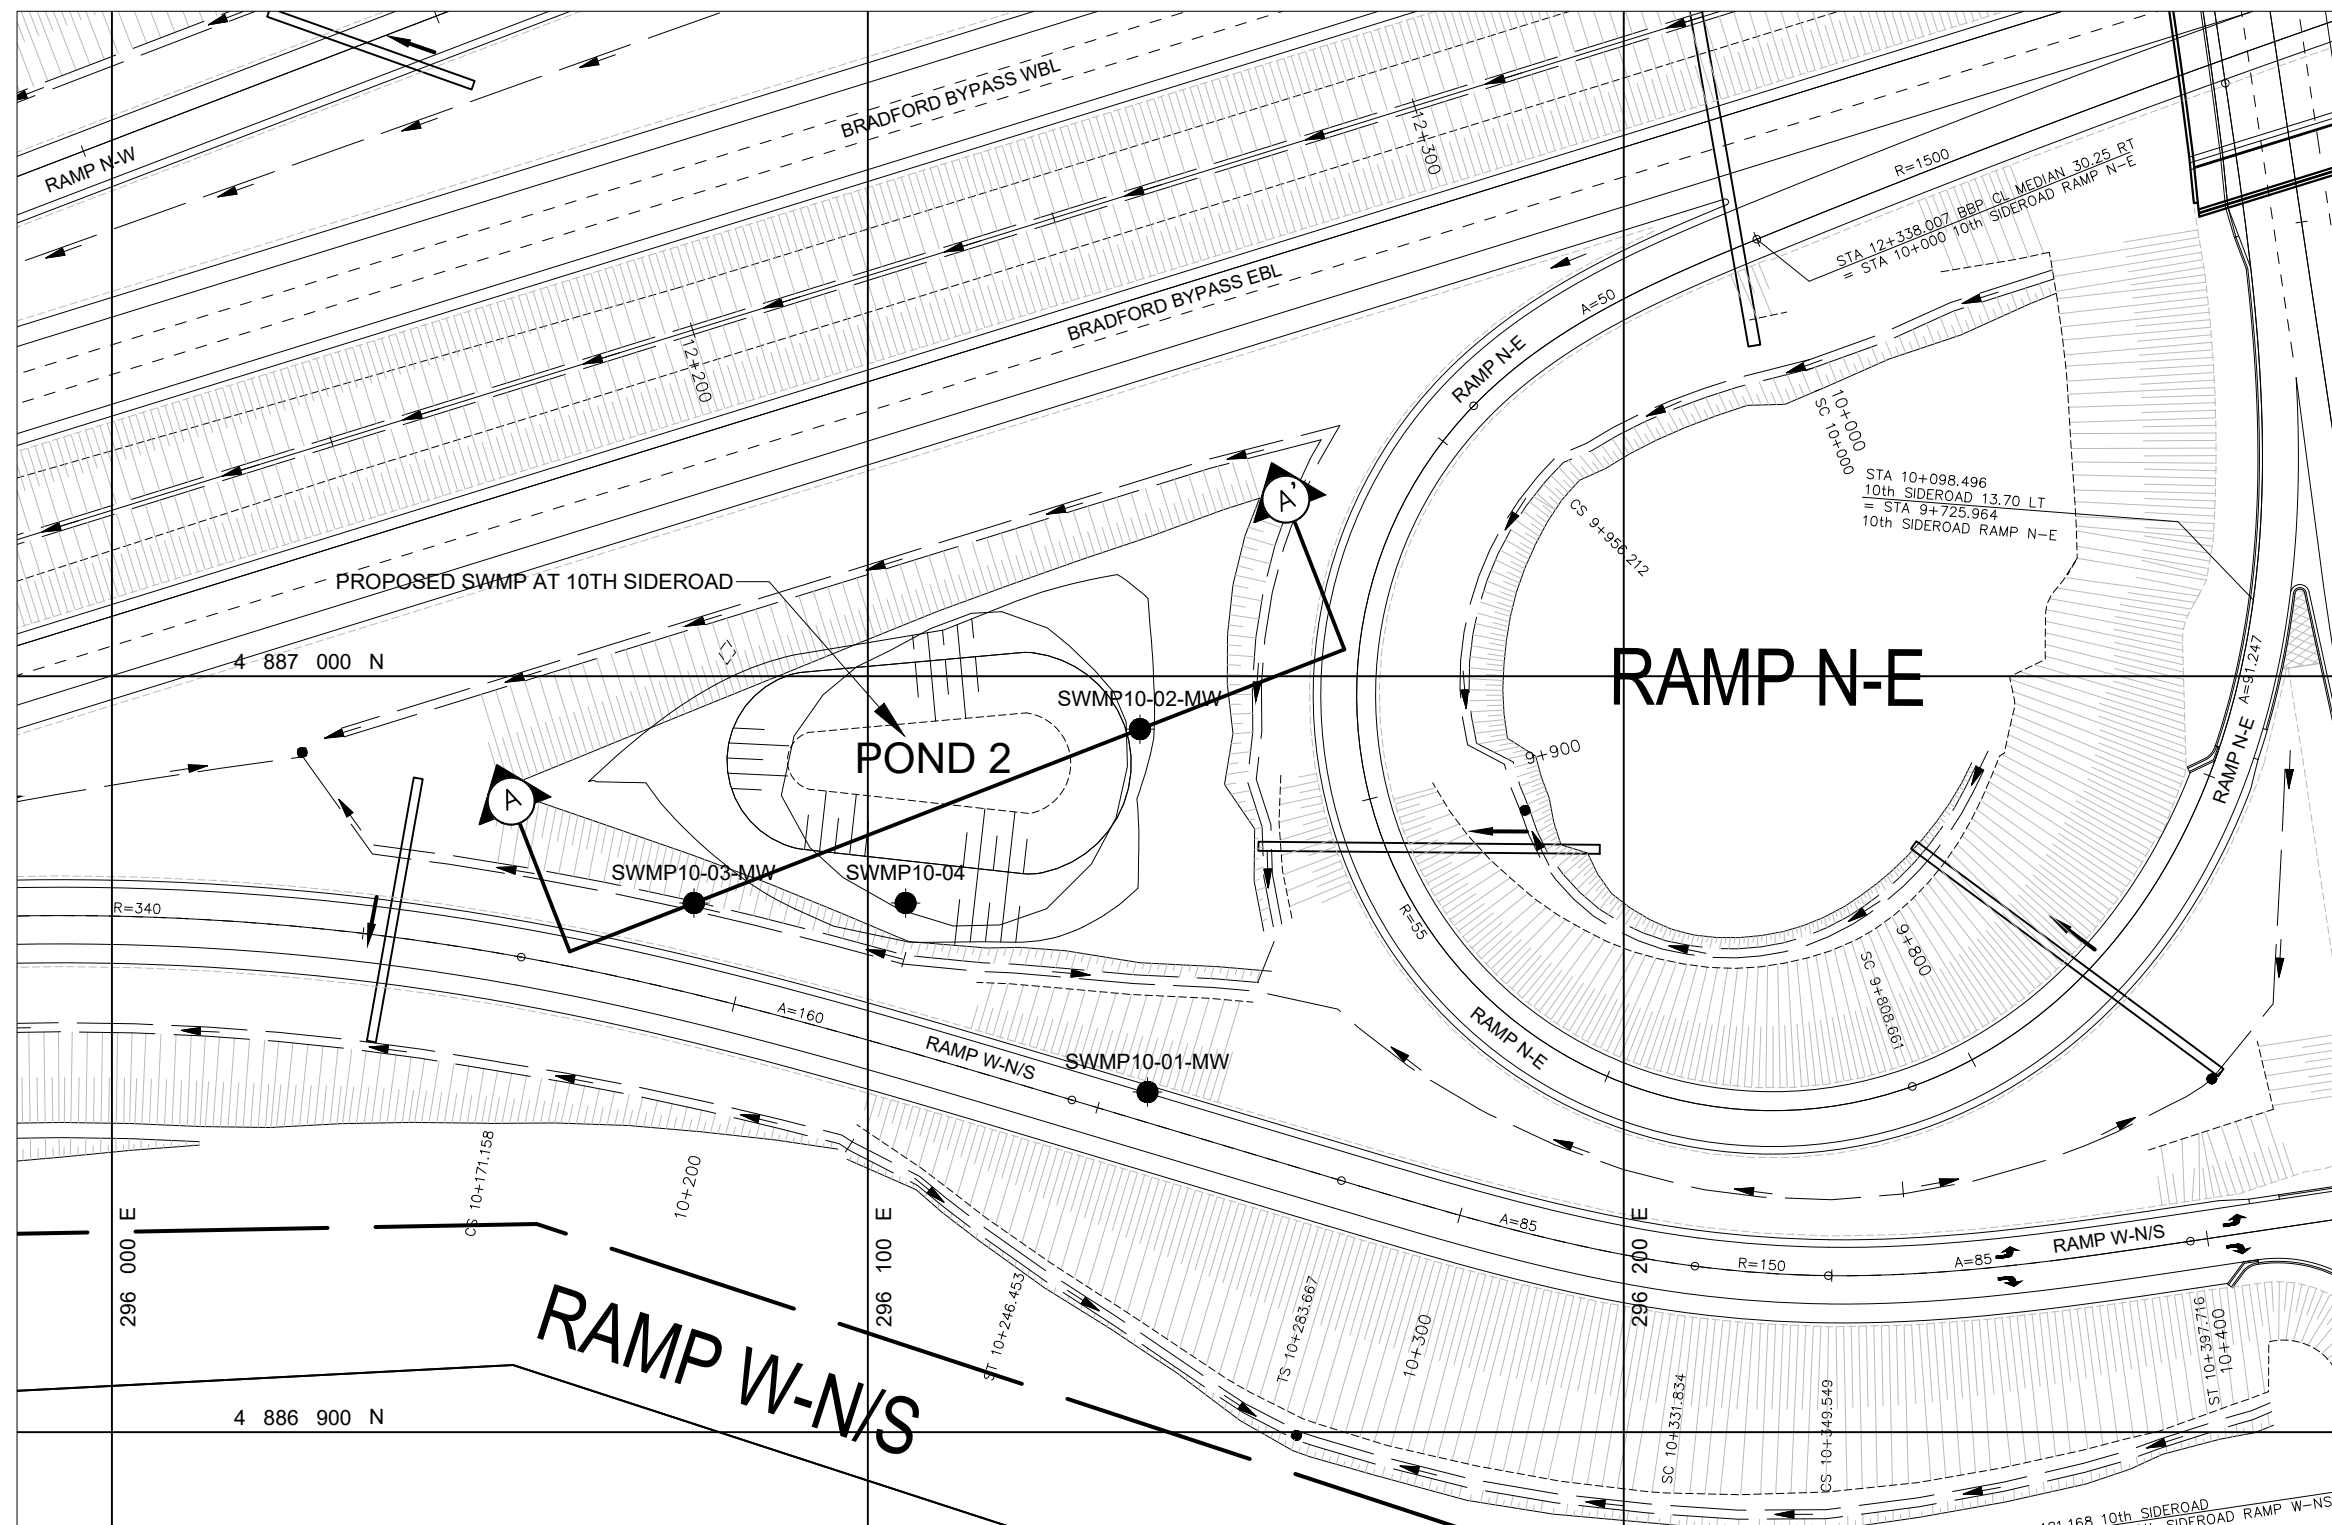 BRADFORD BYPASS WBL
RAMP N-W
12+300
R=1500
STA 12+338.007 BBP CL MEDIAN 30.25 RT
= STA 10+000 10th SIDEROAD RAMP N-E
BRADFORD BYPASS EBL
A=50
RAMP N-E
12+200
10+000
SC 10+000
STA 10+098.496
10th SIDEROAD 13.70 LT
= STA 9+725.964
10th SIDEROAD RAMP N-E
A'
CS 9+956.212
PROPOSED SWMP AT 10TH SIDEROAD
4 887 000 N
RAMP N-E
A=91.247
SWMP10-02-MW
POND 2
9+900
RAMP N-E
A
SWMP10-03-MW
SWMP10-04
R=340
R=55
9+800
SC 9+808.661
A=160
RAMP W-N/S
RAMP N-E
SWMP10-01-MW
CS 10+171.158
10+200
296 000 E
296 100 E
296 200 E
A=85
R=150
A=85
RAMP W-N/S
ST 10+246.453
TS 10+283.667
10+300
ST 10+397.716
10+400
RAMP W-N/S
SC 10+331.834
CS 10+349.549
4 886 900 N
168 10th SIDEROAD
SIDEROAD RAMP W-NS